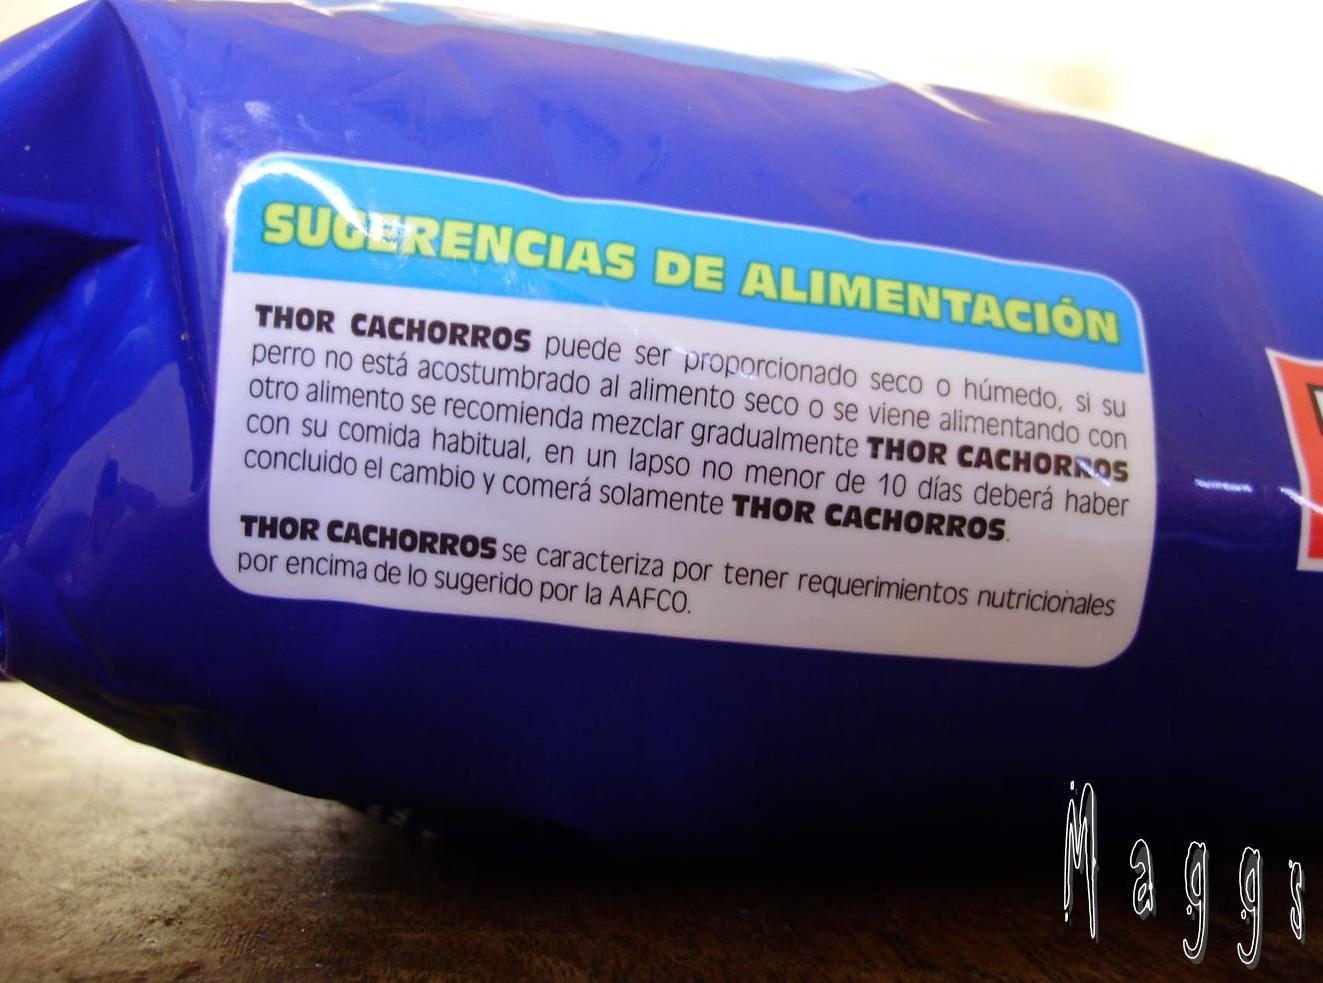 SUGERENCIAS DE ALIMENTACIÓN
THOR CACHORROS puede ser proporcionado seco o húmedo, si su
perro no está acostumbrado al alimento seco o se viene alimentando con
otro alimento se recomienda mezclar gradualmente THOR CACHORROS
con su comida habitual, en un lapso no menor de 10 días deberá haber
concluido el cambio y comerá solamente THOR CACHORROS.
THOR CACHORROS se caracteriza por tener requerimientos nutricionales
por encima de lo sugerido por la AAFCO.
Maggs